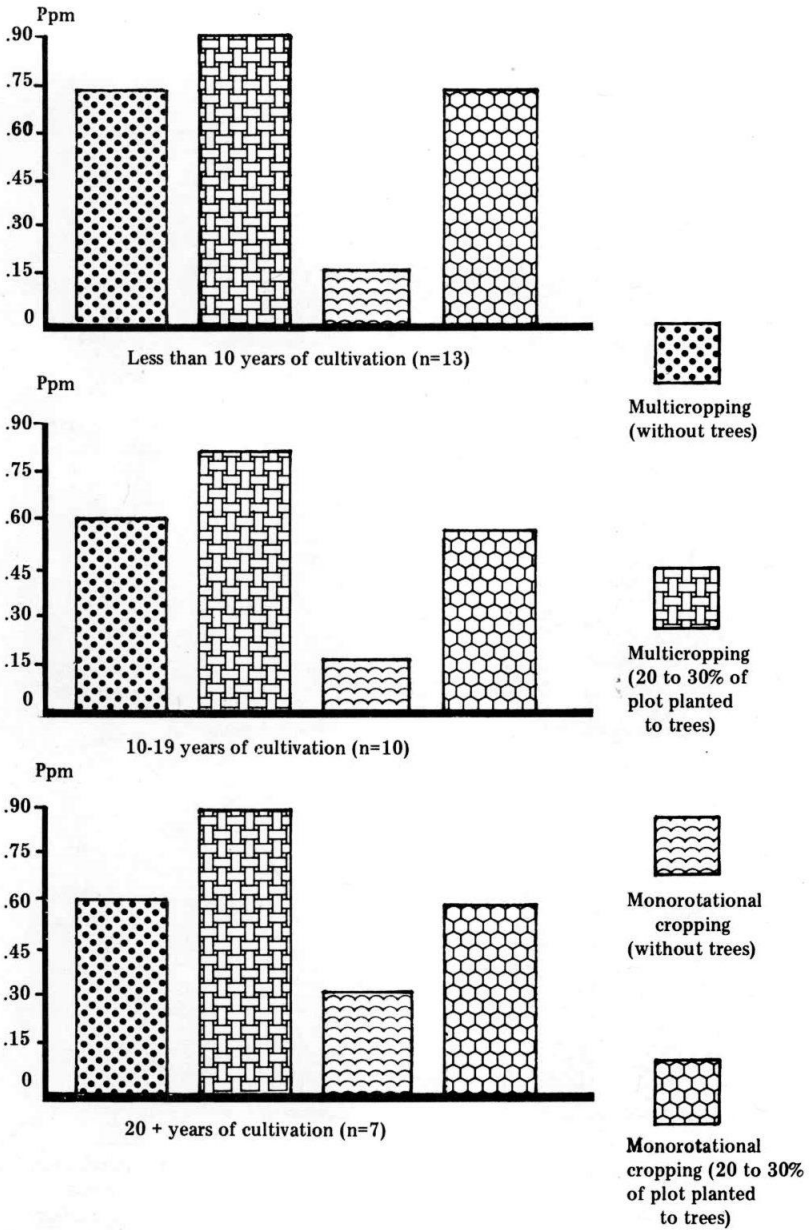 Ppm
.90
.75
.60
.45
.30
.15
0
Less than 10 years of cultivation (n=13)
Ppm
.90
.75
.60
.45
.30
.15
0
10-19 years of cultivation (n=10)
Ppm
.90
.75
.60
.45
.30
.15
0
20 + years of cultivation (n=7)
Multicropping
(without trees)
Multicropping
(20 to 30% of
plot planted
to trees)
Monorotational
cropping
(without trees)
Monorotational
cropping (20 to 30%
of plot planted
to trees)